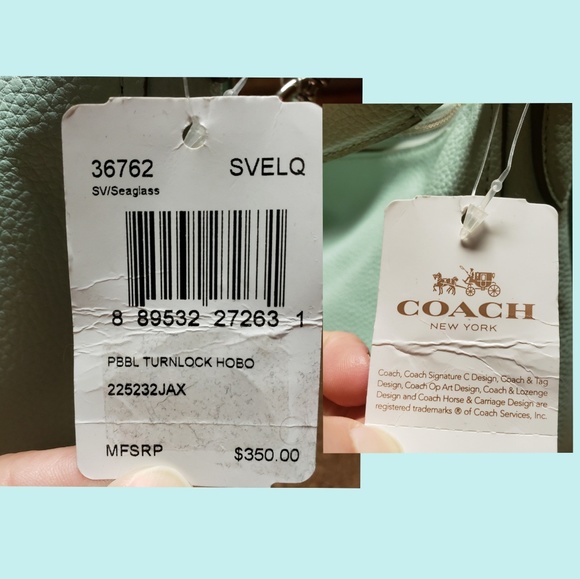 36762 SVELQ
SV/Seaglass
8 89532 27263 1
PBBL TURNLOCK HOBO
225232JAX
MFSRP $350.00
COACH
NEW YORK
Coach, Coach Signature C Design, Coach & Tag
Design, Coach Op Art Design, Coach & Lozenge
Design and Coach Horse & Carriage Design are
registered trademarks ® of Coach Services, Inc.